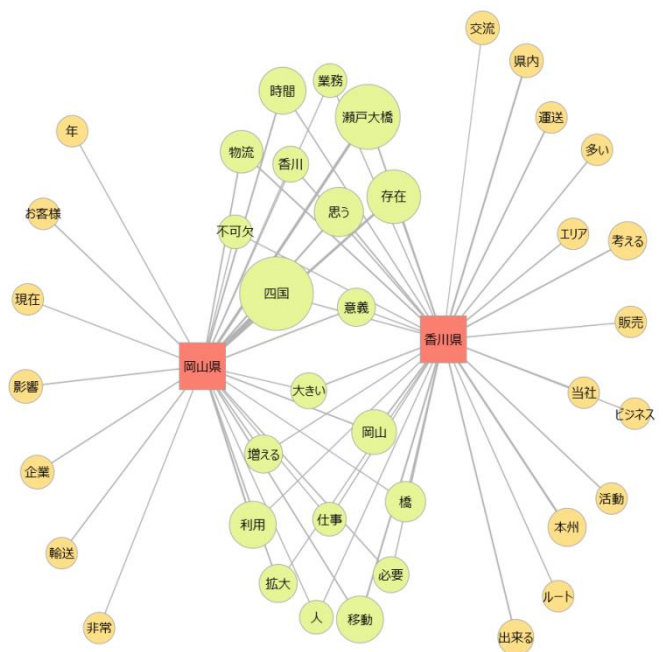 交流
県内
業務
時間
瀬戸大橋
運送
年
物流
香川
多い
お客様
不可欠
思う
存在
エリア
考える
現在
四国
意義
販売
岡山県
香川県
影響
大きい
当社
ビジネス
企業
増える
岡山
活動
利用
仕事
橋
本州
輸送
拡大
必要
ルート
非常
人
移動
出来る